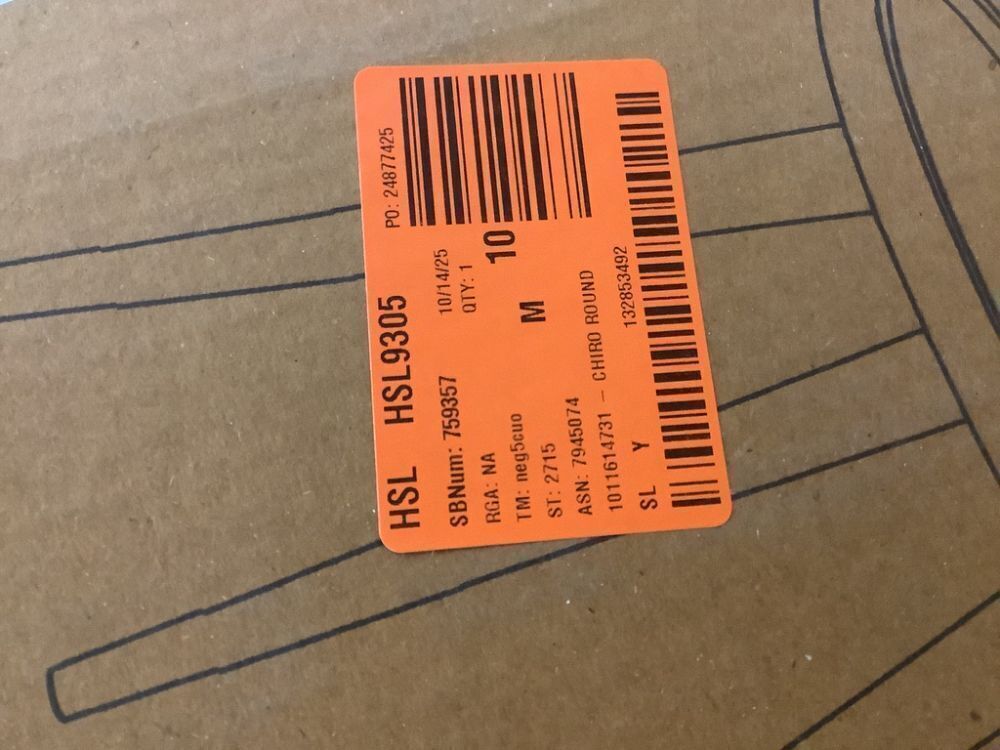 HSL HSL9305 PO: 24877425
SBNum: 759357 10/14/25
RGA: NA QTY: 1
TM: neg5cuo 10
ST: 2715 M
ASN: 7945074
1011614731 – CHIRO ROUND
SL Y 132853492